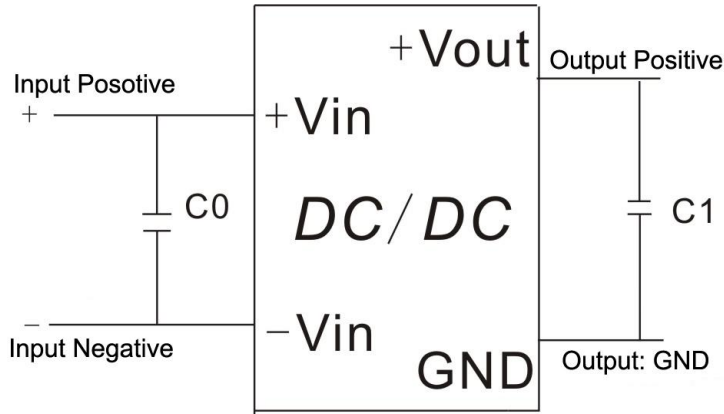 +Vout
Output Positive
Input Posotive
+
+Vin
C0
DC/DC
C1
−
−Vin
Input Negative
GND
Output: GND